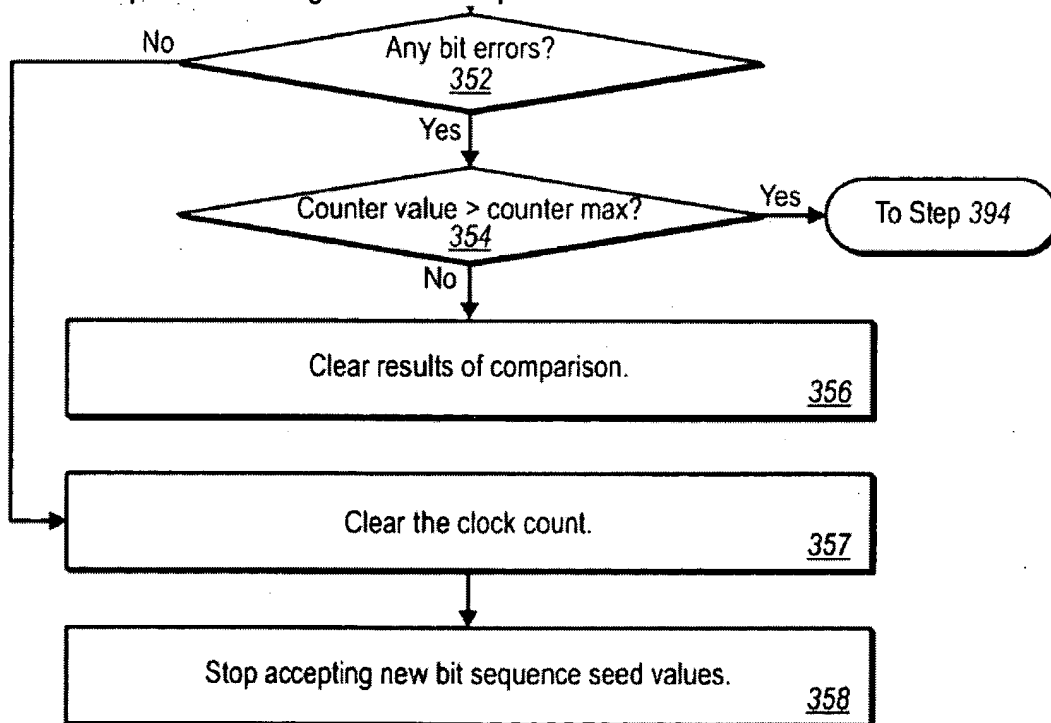 No
Any bit errors?
352
Yes
Counter value > counter max?
354
Yes
To Step 394
No
Clear results of comparison.
356
Clear the clock count.
357
Stop accepting new bit sequence seed values.
358